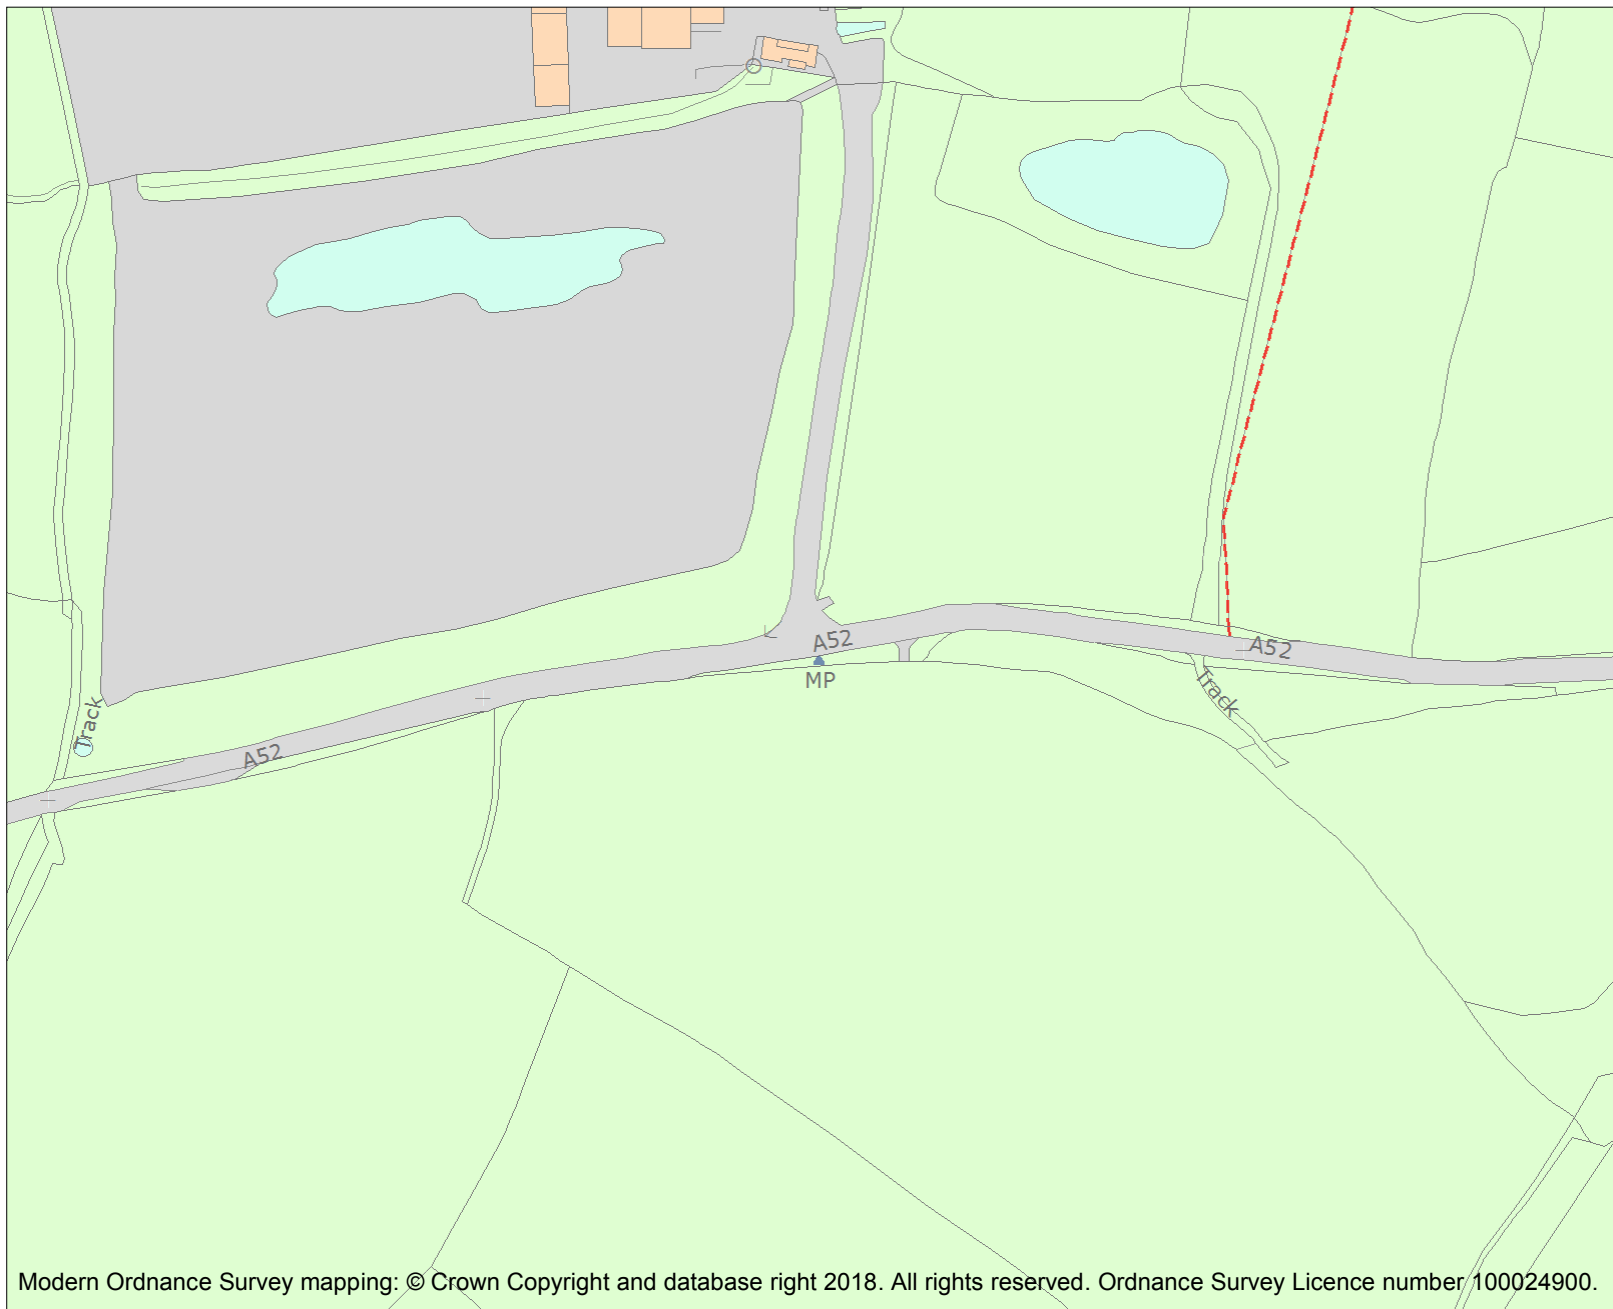 A52
MP
A52
Track
Track
A52
Modern Ordnance Survey mapping: © Crown Copyright and database right 2018. All rights reserved. Ordnance Survey Licence number 100024900.